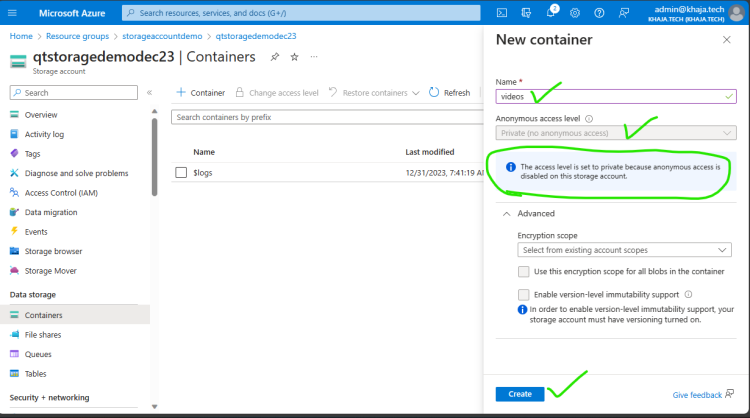 Microsoft Azure
Search resources, services, and docs (G+/)
2
admin@khaja.tech
KHAJA.TECH (KHAJA.TECH)
Home > Resource groups > storageaccountdemo > qtstoragedemodec23
qtstoragedemodec23 | Containers
Storage account
Search
Overview
Activity log
Tags
Diagnose and solve problems
Access Control (IAM)
Data migration
Events
Storage browser
Storage Mover
Data storage
Containers
File shares
Queues
Tables
Security + networking
+ Container
Change access level
Restore containers
Refresh
Search containers by prefix
Name
Last modified
$logs
12/31/2023, 7:41:19 AM
New container
Name *
videos
Anonymous access level
Private (no anonymous access)
The access level is set to private because anonymous access is
disabled on this storage account.
Advanced
Encryption scope
Select from existing account scopes
Use this encryption scope for all blobs in the container
Enable version-level immutability support
In order to enable version-level immutability support, your
storage account must have versioning turned on.
Create
Give feedback